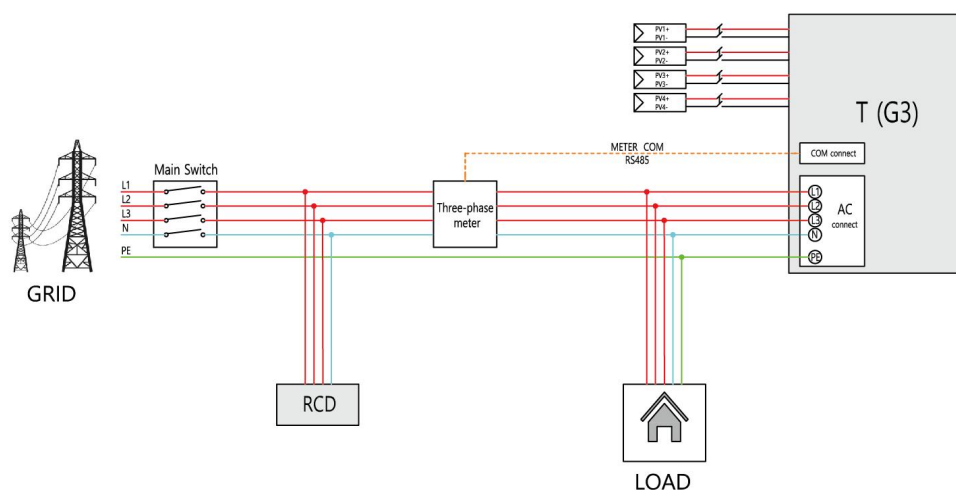 PV1+
PV1-
PV2+
PV2-
PV3+
PV3-
PV4+
PV4-
T (G3)
METER COM
RS485
COM connect
Main Switch
L1
L2
L3
N
PE
Three-phase
meter
L1
L2
L3
N
PE
AC
connect
GRID
RCD
LOAD